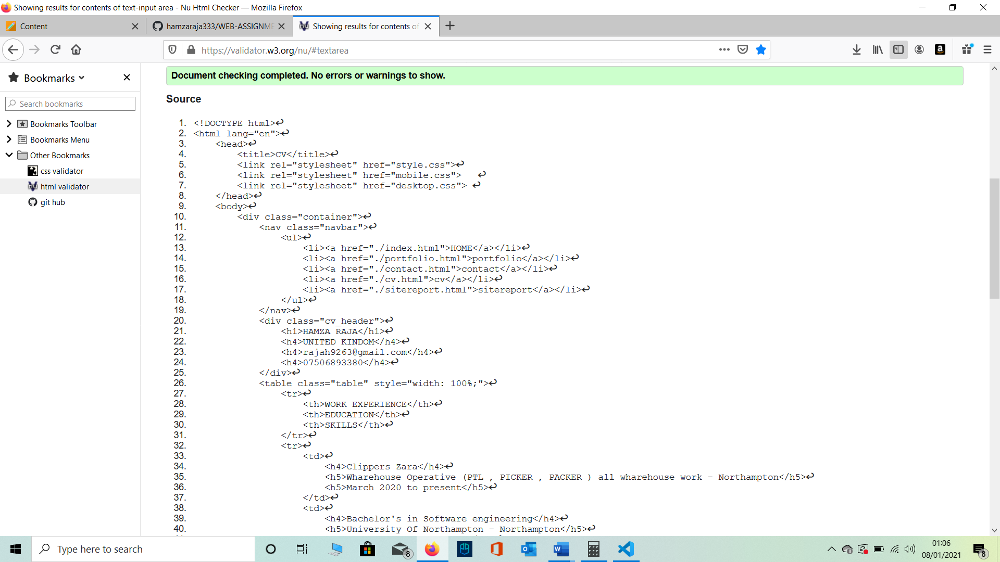 Showing results for contents of text-input area - Nu Html Checker — Mozilla Firefox
Content
hamzaraja333/WEB-ASSIGNME
Showing results for contents of
https://validator.w3.org/nu/#textarea
Bookmarks
Search bookmarks
Bookmarks Toolbar
Bookmarks Menu
Other Bookmarks
css validator
html validator
git hub
Document checking completed. No errors or warnings to show.
Source
1. <!DOCTYPE html>↩
2. <html lang="en">↩
3. <head>↩
4. <title>CV</title>↩
5. <link rel="stylesheet" href="style.css">↩
6. <link rel="stylesheet" href="mobile.css"> ↩
7. <link rel="stylesheet" href="desktop.css"> ↩
8. </head>↩
9. <body>↩
10. <div class="container">↩
11. <nav class="navbar">↩
12. <ul>↩
13. <li><a href="./index.html">HOME</a></li>↩
14. <li><a href="./portfolio.html">portfolio</a></li>↩
15. <li><a href="./contact.html">contact</a></li>↩
16. <li><a href="./cv.html">cv</a></li>↩
17. <li><a href="./sitereport.html">sitereport</a></li>↩
18. </ul>↩
19. </nav>↩
20. <div class="cv_header">↩
21. <h1>HAMZA RAJA</h1>↩
22. <h4>UNITED KINDOM</h4>↩
23. <h4>rajah9263@gmail.com</h4>↩
24. <h4>07506893380</h4>↩
25. </div>↩
26. <table class="table" style="width: 100%;">↩
27. <tr>↩
28. <th>WORK EXPERIENCE</th>↩
29. <th>EDUCATION</th>↩
30. <th>SKILLS</th>↩
31. </tr>↩
32. <tr>↩
33. <td>↩
34. <h4>Clippers Zara</h4>↩
35. <h5>Wharehouse Operative (PTL , PICKER , PACKER ) all wharehouse work – Northampton</h5>↩
36. <h5>March 2020 to present</h5>↩
37. </td>↩
38. <td>↩
39. <h4>Bachelor's in Software engineering</h4>↩
40. <h5>University Of Northampton – Northampton</h5>↩
Type here to search
8
01:06
08/01/2021
8